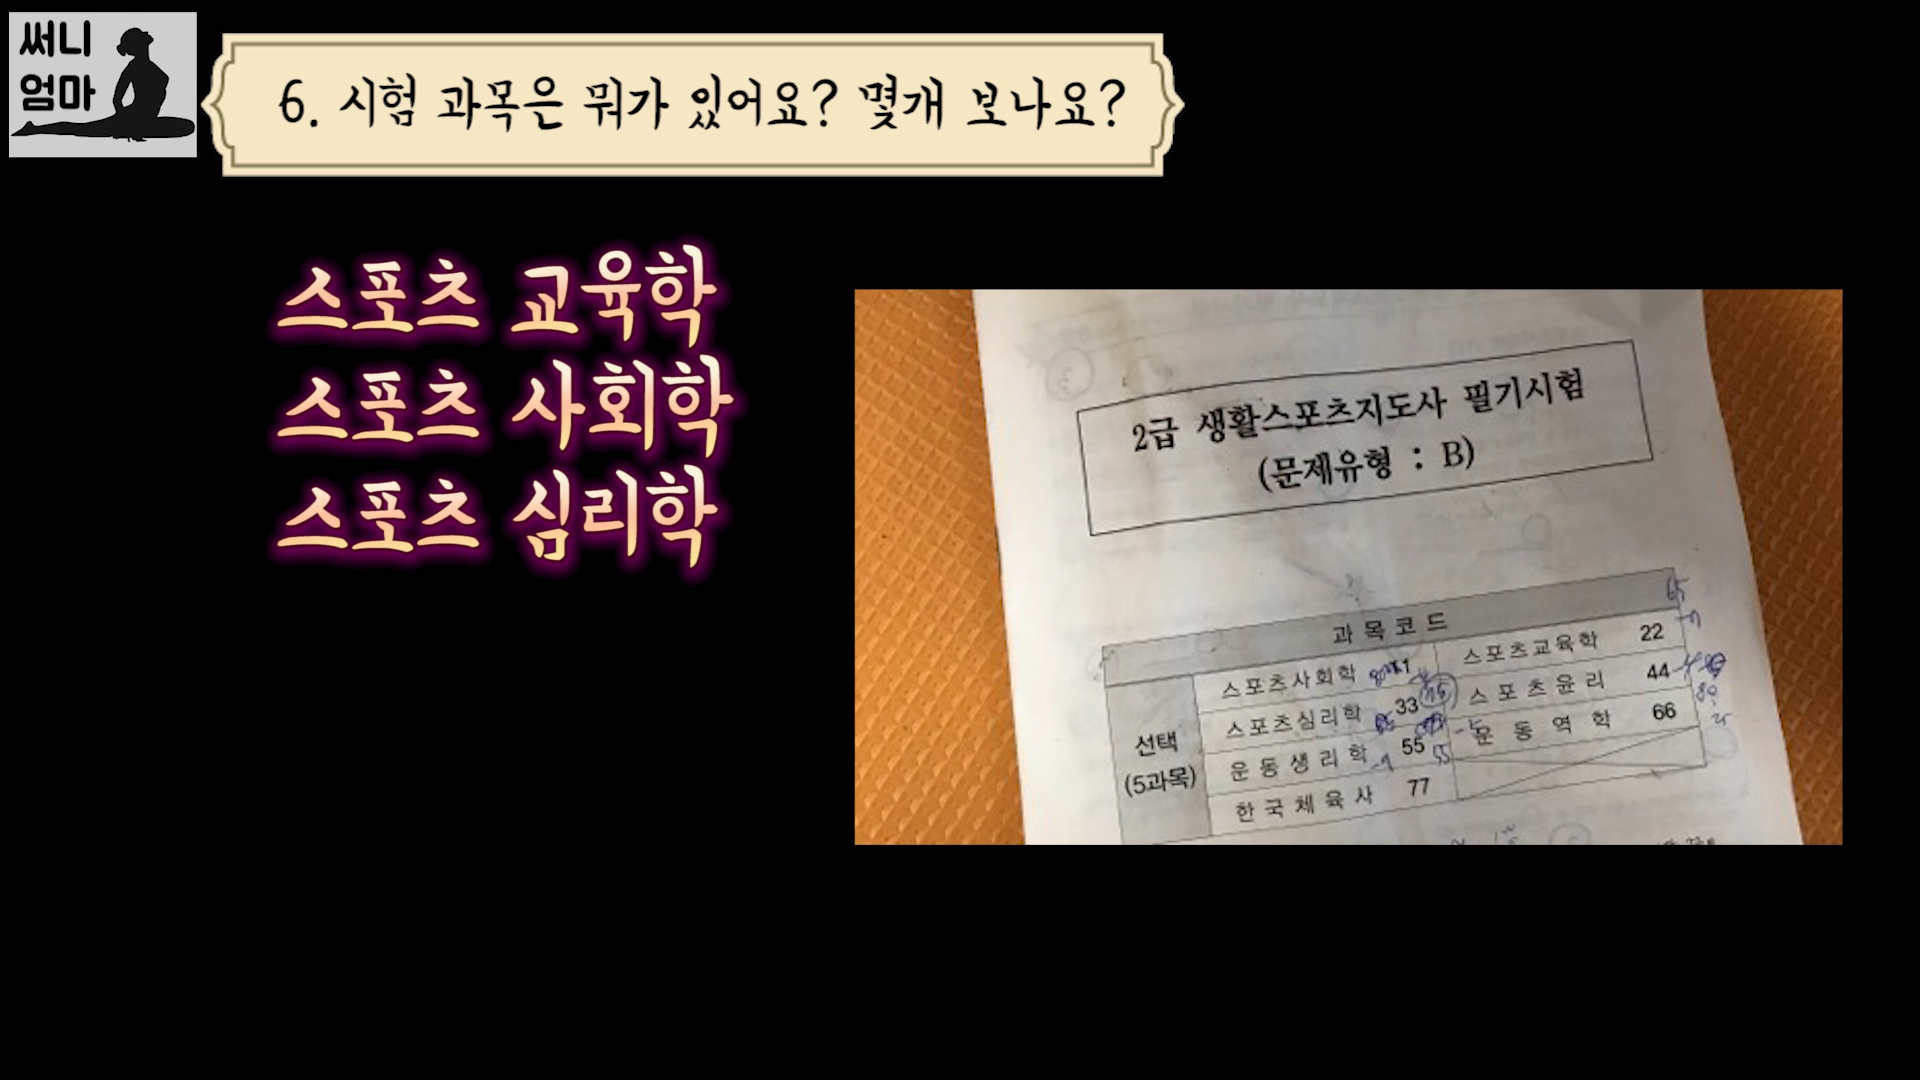 써니
엄마
6. 시험 과목은 뭐가 있어요? 몇개 보나요?
스포츠 교육학
스포츠 사회학
스포츠 심리학
2급 생활스포츠지도사 필기시험
(문제유형 : B)
과목코드
선택
(5과목)
스포츠사회학
스포츠교육학 22
스포츠심리학 33
스포츠윤리 44
운동생리학 55
운동역학 66
한국체육사 77
65